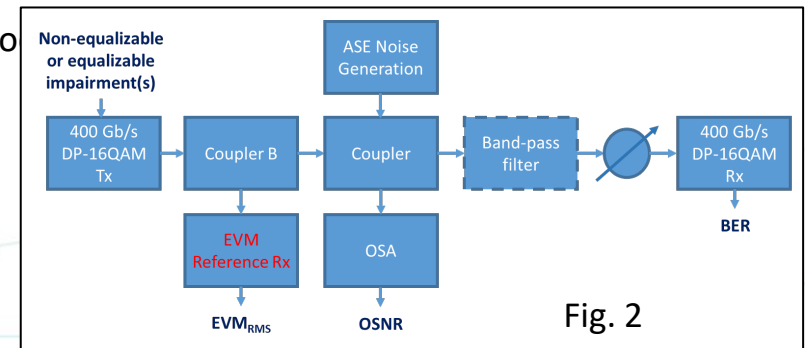 Non-equalizable
or equalizable
impairment(s)
ASE Noise
Generation
400 Gb/s
DP-16QAM
Tx
Coupler B
Coupler
Band-pass
filter
400 Gb/s
DP-16QAM
Rx
EVM
Reference Rx
OSA
BER
EVMRMS
OSNR
Fig. 2